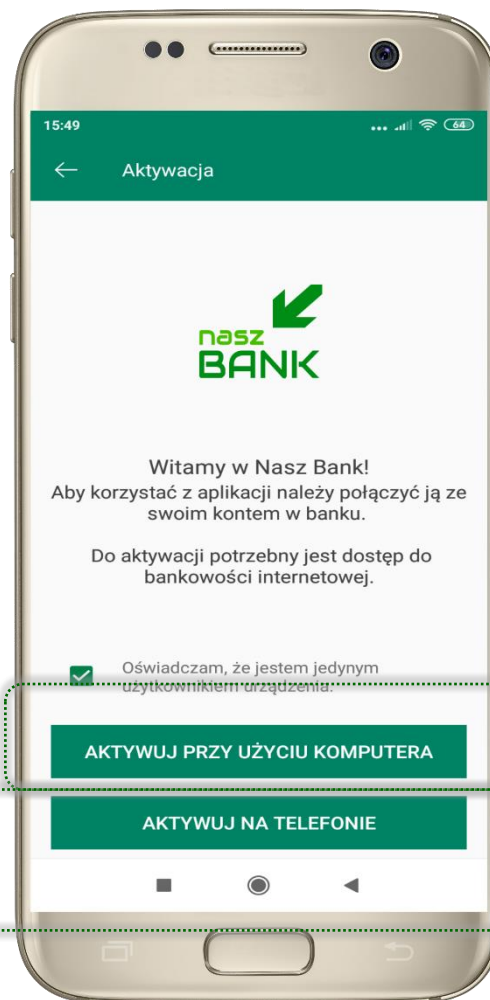 15:49
64
Aktywacja
nasz
BANK
Witamy w Nasz Bank!
Aby korzystać z aplikacji należy połączyć ją ze
swoim kontem w banku.
Do aktywacji potrzebny jest dostęp do
bankowości internetowej.
Oświadczam, że jestem jedynym
użytkownikiem urządzenia.
AKTYWUJ PRZY UŻYCIU KOMPUTERA
AKTYWUJ NA TELEFONIE